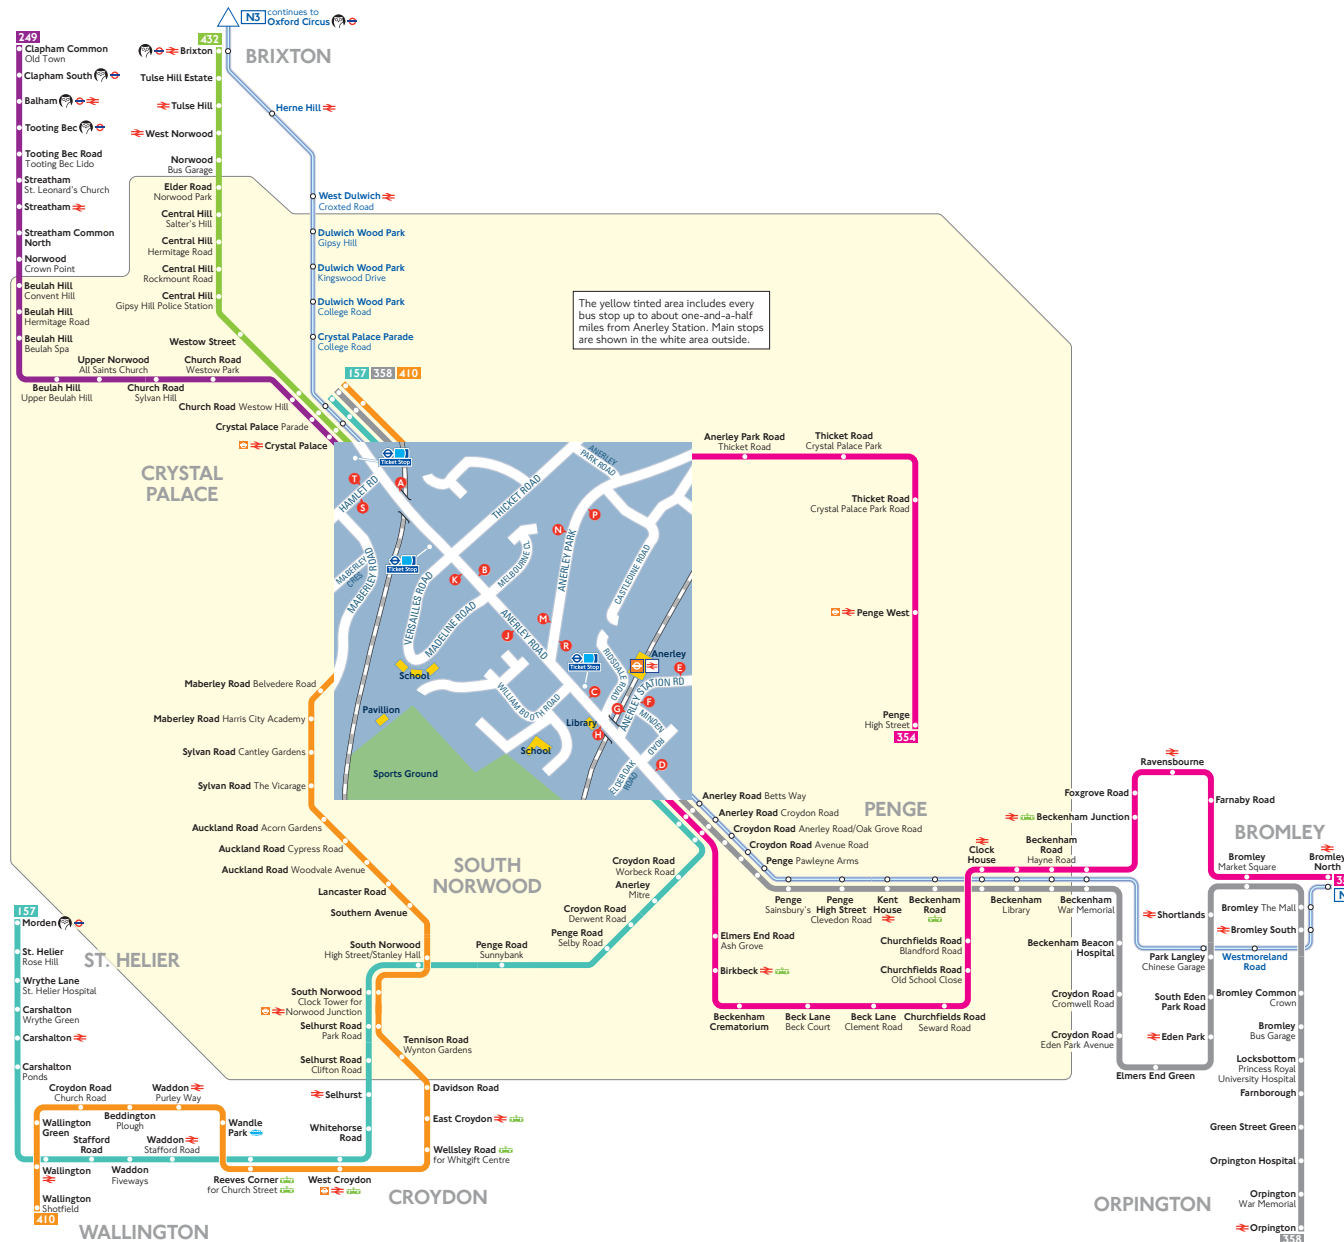 N3 continues to
Oxford Circus
BRIXTON
249
Clapham Common
Old Town
Clapham South
Balham
Tooting Bec
Tooting Bec Road
Tooting Bec Lido
Streatham
St. Leonard's Church
Streatham
Streatham Common
North
Norwood
Crown Point
Beulah Hill
Convent Hill
Beulah Hill
Hermitage Road
Beulah Hill
Beulah Spa
Beulah Hill
Upper Beulah Hill
Upper Norwood
All Saints Church
Church Road
Sylvan Hill
Church Road
Westow Park
432
Brixton
Tulse Hill Estate
Tulse Hill
West Norwood
Norwood
Bus Garage
Elder Road
Norwood Park
Central Hill
Salter's Hill
Central Hill
Hermitage Road
Central Hill
Rockmount Road
Central Hill
Gipsy Hill Police Station
Westow Street
Church Road Westow Hill
Crystal Palace Parade
Crystal Palace
Herne Hill
West Dulwich
Croxted Road
Dulwich Wood Park
Gipsy Hill
Dulwich Wood Park
Kingswood Drive
Dulwich Wood Park
College Road
Crystal Palace Parade
College Road
157 358 410
The yellow tinted area includes every
bus stop up to about one-and-a-half
miles from Anerley Station. Main stops
are shown in the white area outside.
CRYSTAL
PALACE
Ticket Stop
Ticket Stop
Ticket Stop
HAMLET RD
MABERLEY CRES
MABERLEY ROAD
VERSAILLES ROAD
MADELINE ROAD
MELBOURNE CL
THICKET ROAD
ANERLEY
PARK ROAD
ANERLEY PARK
CASTLEDINE ROAD
ANERLEY ROAD
RIDSDALE ROAD
WILLIAM BOOTH ROAD
ANERLEY STATION RD
MINDEN ROAD
ELDER OAK ROAD
T
S
A
N
P
B
K
M
J
R
E
C
F
G
H
D
Anerley
School
Pavillion
Library
School
Sports Ground
Anerley Park Road
Thicket Road
Thicket Road
Crystal Palace Park
Thicket Road
Crystal Palace Park Road
Penge West
Penge
High Street
354
Maberley Road Belvedere Road
Maberley Road Harris City Academy
Sylvan Road Cantley Gardens
Sylvan Road The Vicarage
Auckland Road Acorn Gardens
Auckland Road Cypress Road
Auckland Road Woodvale Avenue
Lancaster Road
Southern Avenue
South Norwood
High Street/Stanley Hall
South Norwood
Clock Tower for
Norwood Junction
Selhurst Road
Park Road
Selhurst Road
Clifton Road
Selhurst
Whitehorse
Road
Tennison Road
Wynton Gardens
Davidson Road
East Croydon
Wellsley Road
for Whitgift Centre
CROYDON
West Croydon
Reeves Corner
for Church Street
Wandle
Park
Waddon
Purley Way
Beddington
Plough
Croydon Road
Church Road
Wallington
Green
Wallington
Wallington
Shotfield
410
WALLINGTON
Stafford
Road
Waddon
Fiveways
Waddon
Stafford Road
157
Morden
St. Helier
Rose Hill
Wrythe Lane
St. Helier Hospital
Carshalton
Wrythe Green
Carshalton
Carshalton
Ponds
ST. HELIER
SOUTH
NORWOOD
Penge Road
Sunnybank
Penge Road
Selby Road
Croydon Road
Derwent Road
Anerley
Mitre
Croydon Road
Worbeck Road
Anerley Road Betts Way
Anerley Road Croydon Road
Croydon Road Anerley Road/Oak Grove Road
Croydon Road Avenue Road
Penge Pawleyne Arms
PENGE
Penge
Sainsbury's
Penge
High Street
Clevedon Road
Kent
House
Beckenham
Road
Clock
House
Beckenham
Library
Beckenham
Road
Hayne Road
Beckenham
War Memorial
Elmers End Road
Ash Grove
Birkbeck
Beckenham
Crematorium
Beck Lane
Beck Court
Beck Lane
Clement Road
Churchfields Road
Seward Road
Churchfields Road
Old School Close
Churchfields Road
Blandford Road
Beckenham Junction
Foxgrove Road
Ravensbourne
Farnaby Road
BROMLEY
Bromley
Market Square
Bromley
North
Bromley The Mall
Bromley South
Shortlands
Westmoreland
Road
Park Langley
Chinese Garage
South Eden
Park Road
Eden Park
Elmers End Green
Beckenham Beacon
Hospital
Croydon Road
Cromwell Road
Croydon Road
Eden Park Avenue
Bromley Common
Crown
Bromley
Bus Garage
Locksbottom
Princess Royal
University Hospital
Farnborough
Green Street Green
Orpington Hospital
Orpington
War Memorial
Orpington
358
ORPINGTON